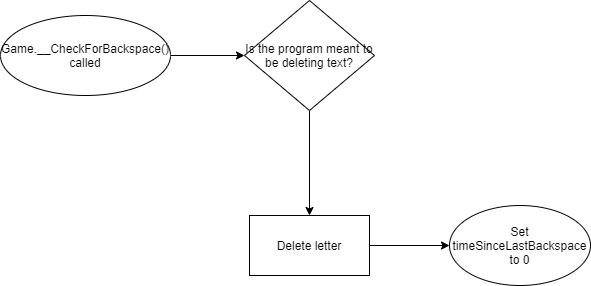 Game.__CheckForBackspace()
called
Is the program meant to
be deleting text?
Delete letter
Set
timeSinceLastBackspace
to 0